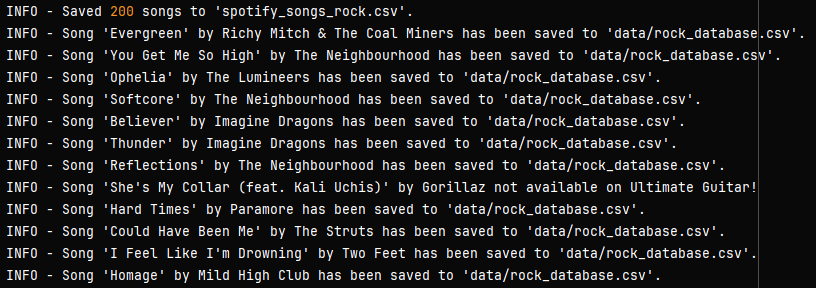 INFO - Saved 200 songs to 'spotify_songs_rock.csv'.
INFO - Song 'Evergreen' by Richy Mitch & The Coal Miners has been saved to 'data/rock_database.csv'.
INFO - Song 'You Get Me So High' by The Neighbourhood has been saved to 'data/rock_database.csv'.
INFO - Song 'Ophelia' by The Lumineers has been saved to 'data/rock_database.csv'.
INFO - Song 'Softcore' by The Neighbourhood has been saved to 'data/rock_database.csv'.
INFO - Song 'Believer' by Imagine Dragons has been saved to 'data/rock_database.csv'.
INFO - Song 'Thunder' by Imagine Dragons has been saved to 'data/rock_database.csv'.
INFO - Song 'Reflections' by The Neighbourhood has been saved to 'data/rock_database.csv'.
INFO - Song 'She's My Collar (feat. Kali Uchis)' by Gorillaz not available on Ultimate Guitar!
INFO - Song 'Hard Times' by Paramore has been saved to 'data/rock_database.csv'.
INFO - Song 'Could Have Been Me' by The Struts has been saved to 'data/rock_database.csv'.
INFO - Song 'I Feel Like I'm Drowning' by Two Feet has been saved to 'data/rock_database.csv'.
INFO - Song 'Homage' by Mild High Club has been saved to 'data/rock_database.csv'.